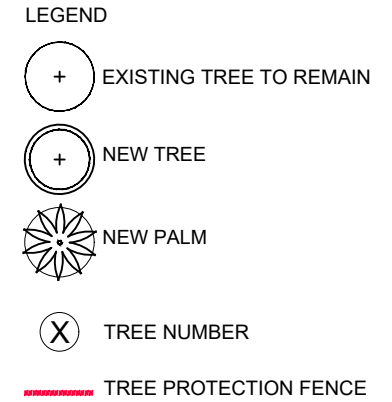 LEGEND
EXISTING TREE TO REMAIN
NEW TREE
NEW PALM
X TREE NUMBER
TREE PROTECTION FENCE